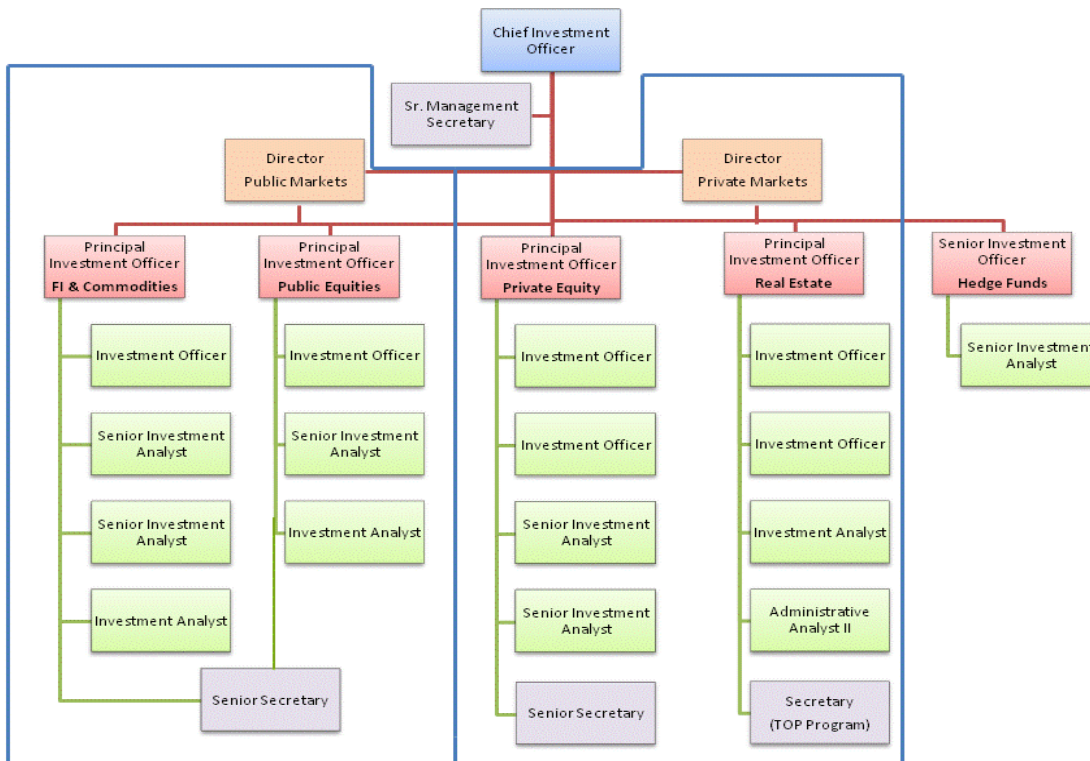 Chief Investment
Officer
Sr. Management
Secretary
Director
Public Markets
Director
Private Markets
Principal
Investment Officer
FI & Commodities
Principal
Investment Officer
Public Equities
Principal
Investment Officer
Private Equity
Principal
Investment Officer
Real Estate
Senior Investment
Officer
Hedge Funds
Investment Officer
Senior Investment
Analyst
Senior Investment
Analyst
Investment Analyst
Investment Officer
Senior Investment
Analyst
Investment Analyst
Senior Secretary
Investment Officer
Investment Officer
Senior Investment
Analyst
Senior Investment
Analyst
Senior Secretary
Investment Officer
Investment Officer
Investment Analyst
Administrative
Analyst II
Secretary
(TOP Program)
Senior Investment
Analyst